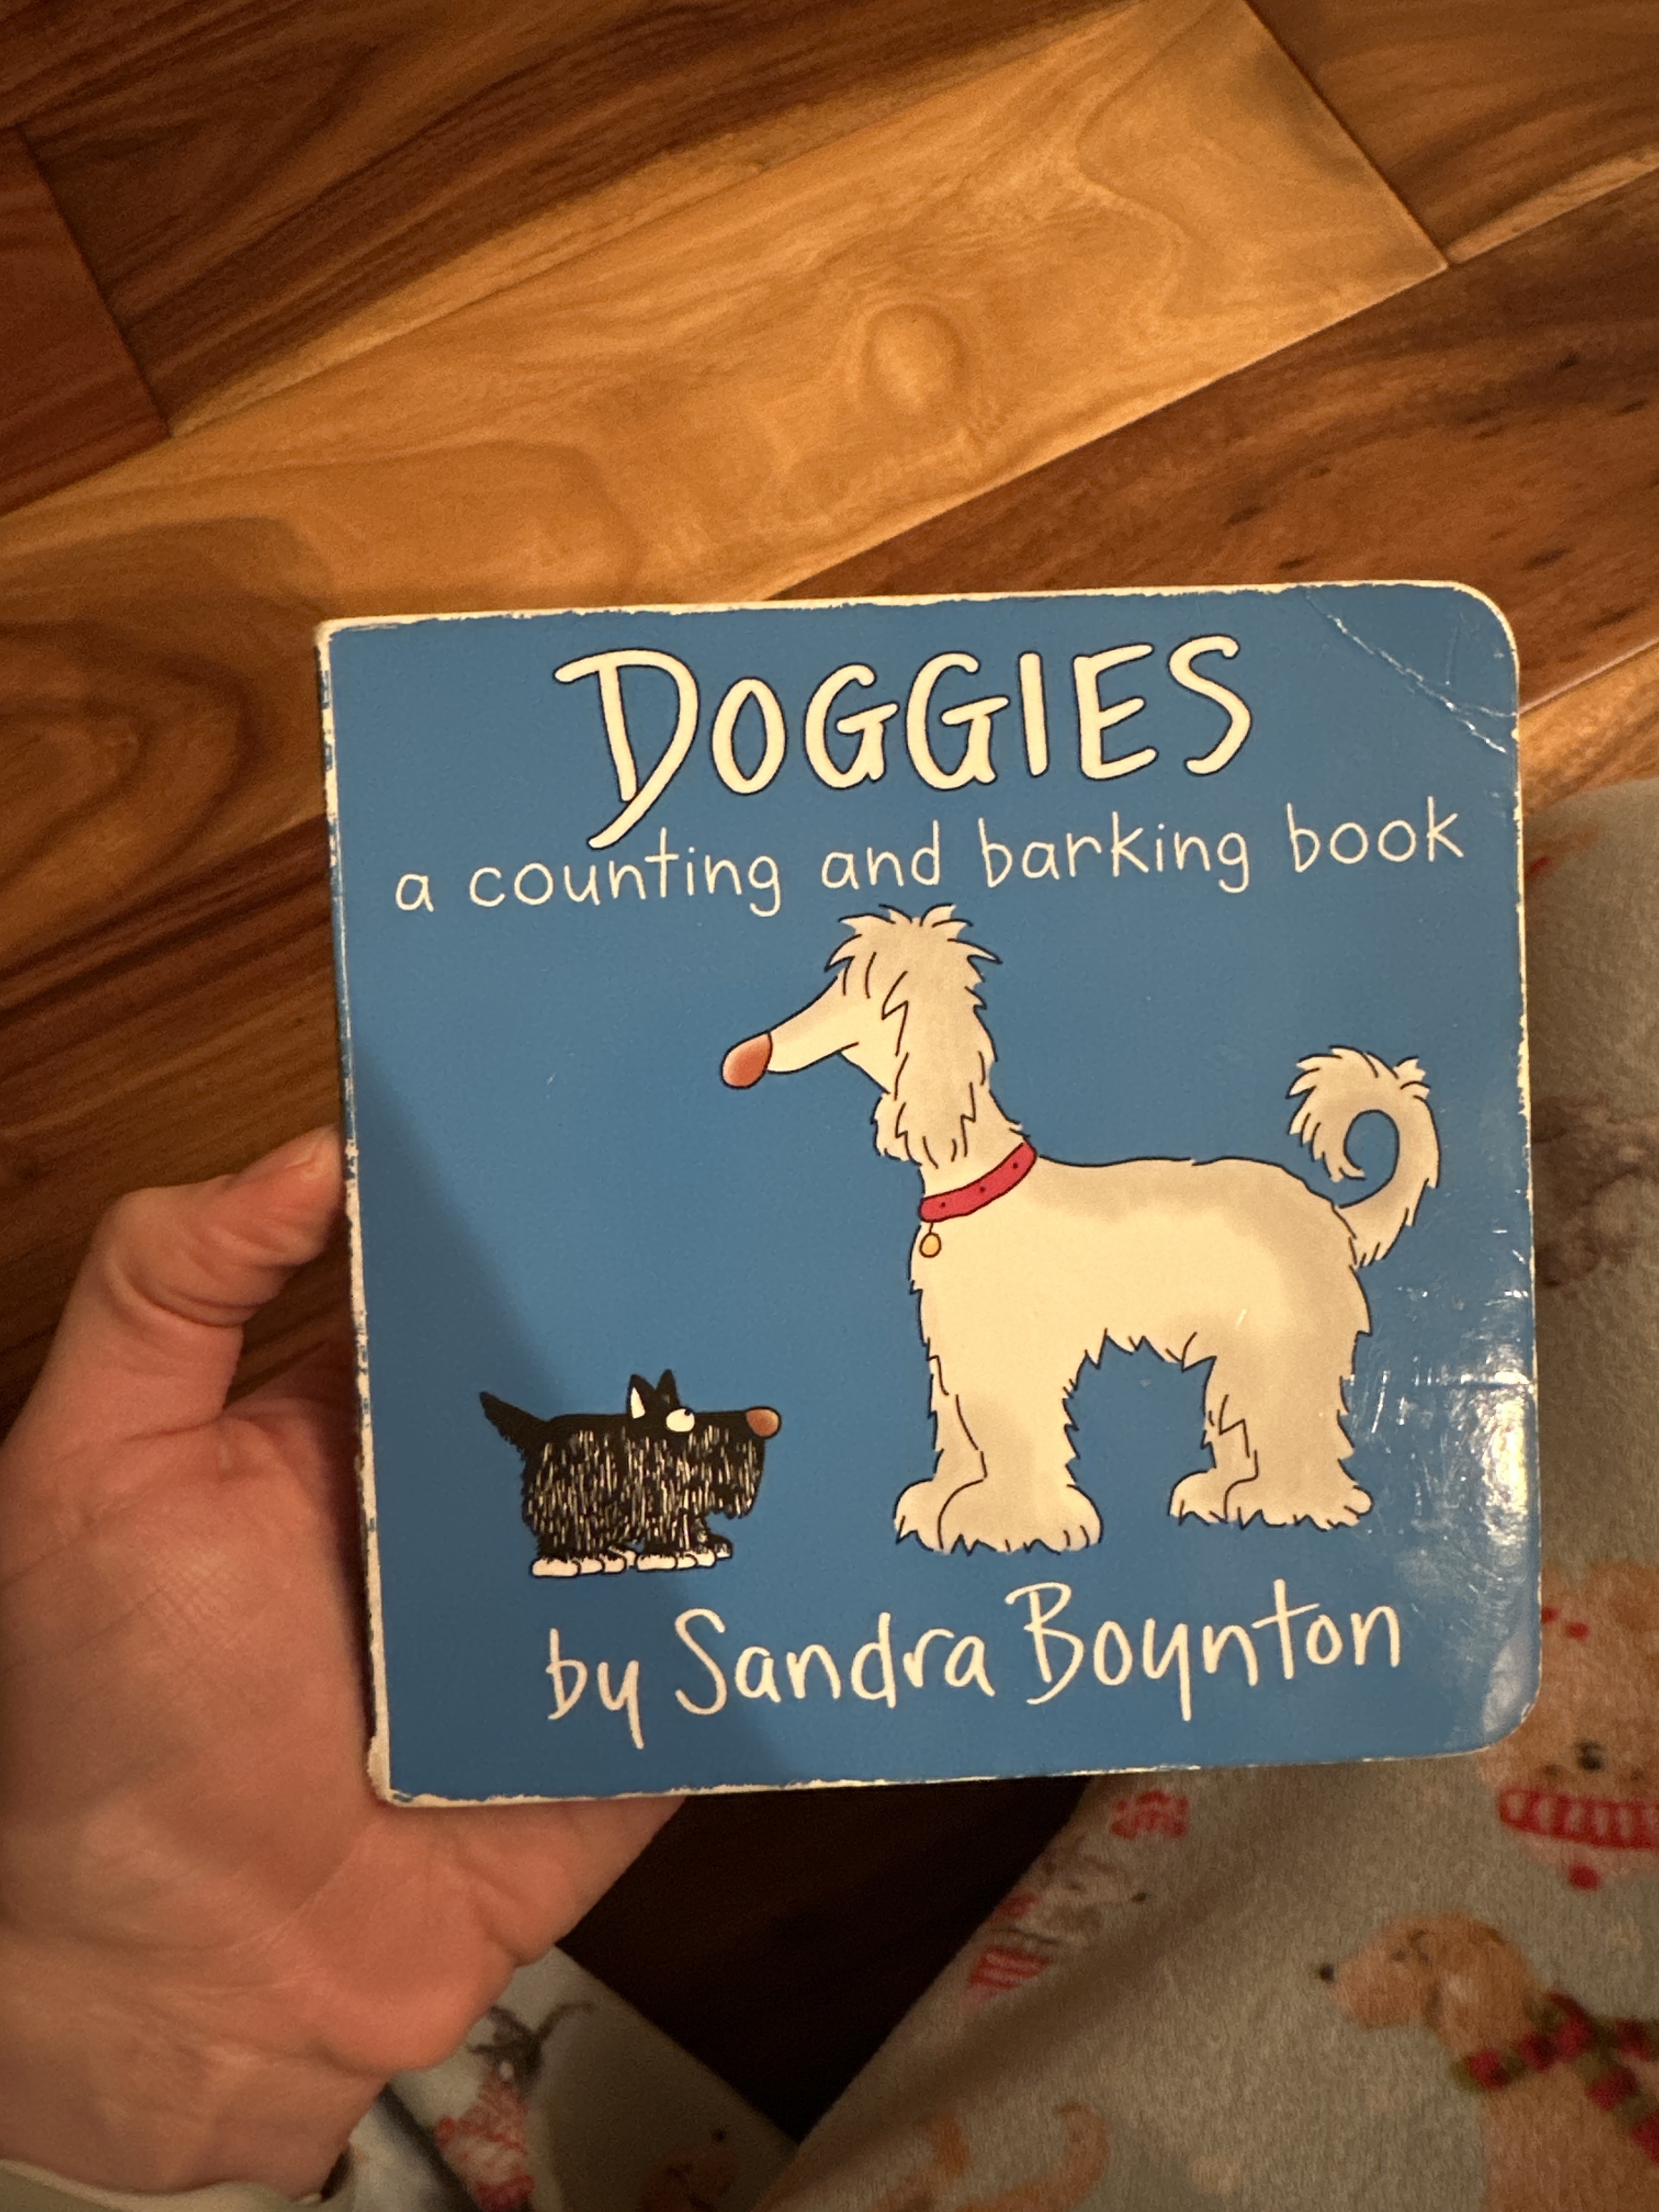 DOGGIES
a counting and barking book
by Sandra Boynton